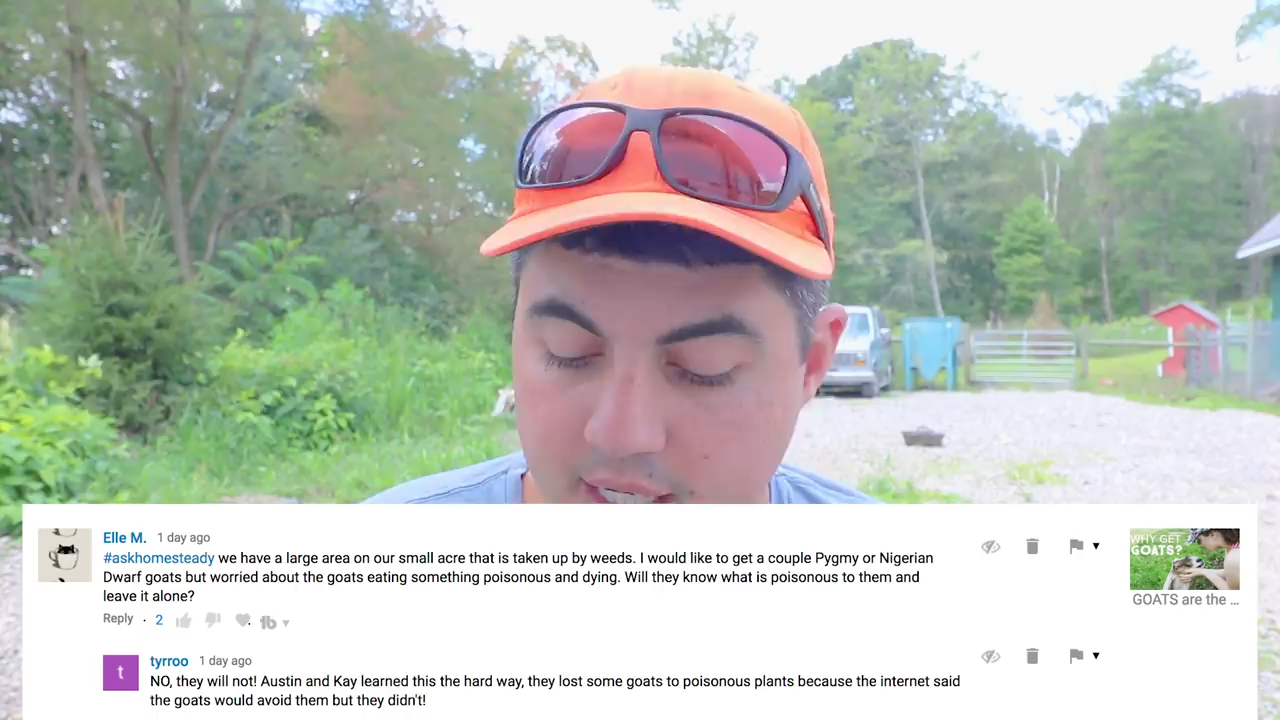 Elle M. 1 day ago
#askhomesteady we have a large area on our small acre that is taken up by weeds. I would like to get a couple Pygmy or Nigerian
Dwarf goats but worried about the goats eating something poisonous and dying. Will they know what is poisonous to them and
leave it alone?
Reply · 2
tb
WHY GET
GOATS?
GOATS are the ...
t
tyrroo 1 day ago
NO, they will not! Austin and Kay learned this the hard way, they lost some goats to poisonous plants because the internet said
the goats would avoid them but they didn't!